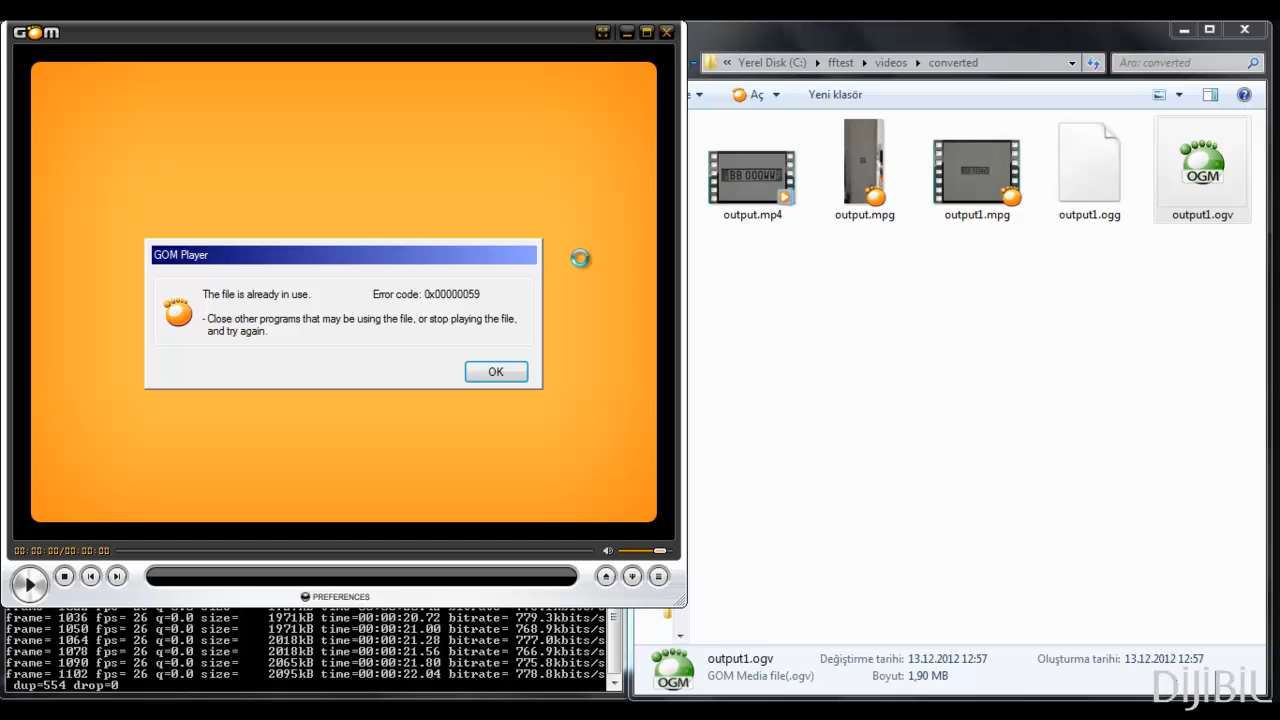 GOM
GOM Player
The file is already in use. Error code: 0x00000059
- Close other programs that may be using the file, or stop playing the file,
and try again.
OK
00:00:00/00:00:00
PREFERENCES
frame= 1036 fps= 26 q=0.0 size= 1971kB time=00:00:20.72 bitrate= 779.3kbits/s
frame= 1050 fps= 26 q=0.0 size= 1971kB time=00:00:21.00 bitrate= 768.9kbits/s
frame= 1064 fps= 26 q=0.0 size= 2018kB time=00:00:21.28 bitrate= 777.0kbits/s
frame= 1078 fps= 26 q=0.0 size= 2018kB time=00:00:21.56 bitrate= 766.9kbits/s
frame= 1090 fps= 26 q=0.0 size= 2065kB time=00:00:21.80 bitrate= 775.8kbits/s
frame= 1102 fps= 26 q=0.0 size= 2095kB time=00:00:22.04 bitrate= 778.8kbits/s
dup=554 drop=0
« Yerel Disk (C:) fftest videos converted
Ara: converted
e Aç Yeni klasör
OGM
output.mp4 output.mpg output1.mpg output1.ogg output1.ogv
OGM
output1.ogv Değiştirme tarihi: 13.12.2012 12:57 Oluşturma tarihi: 13.12.2012 12:57
GOM Media file(.ogv) Boyut: 1,90 MB
DijiBil